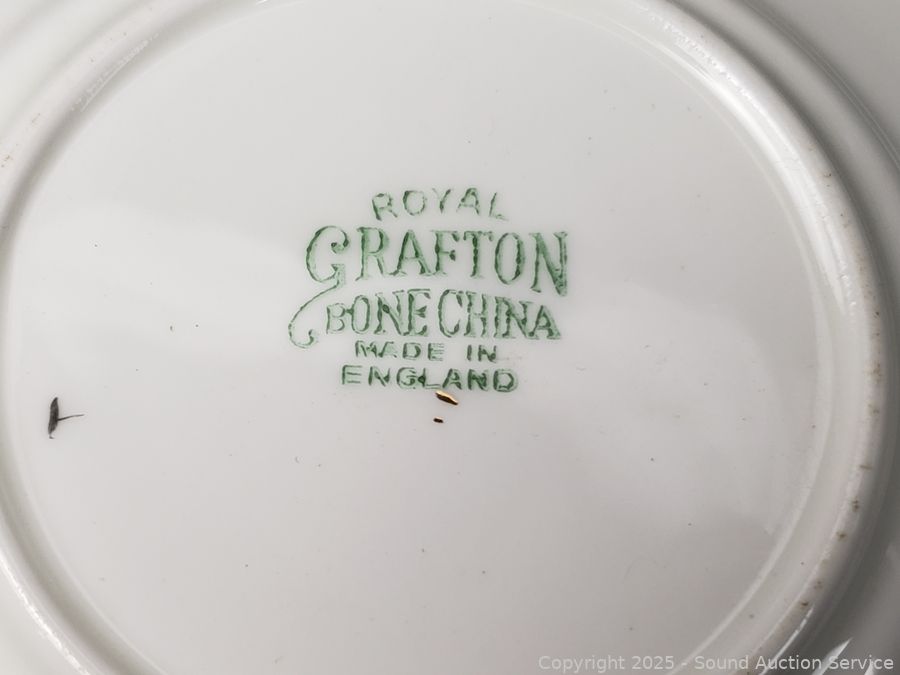 ROYAL
GRAFTON
BONE CHINA
MADE IN
ENGLAND
Copyright 2025 - Sound Auction Service